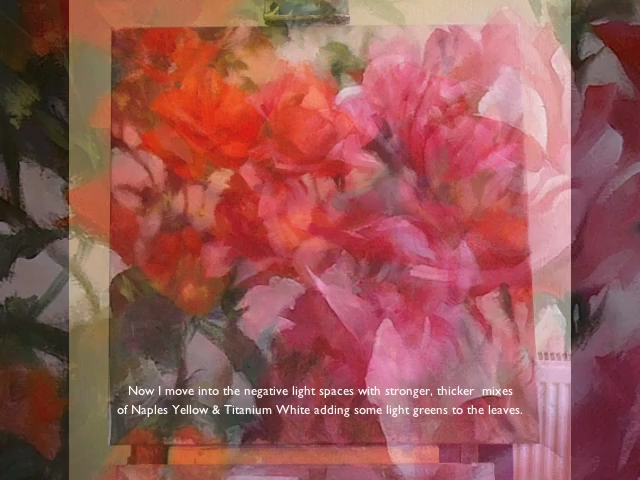 Now I move into the negative light spaces with stronger, thicker mixes
of Naples Yellow & Titanium White adding some light greens to the leaves.